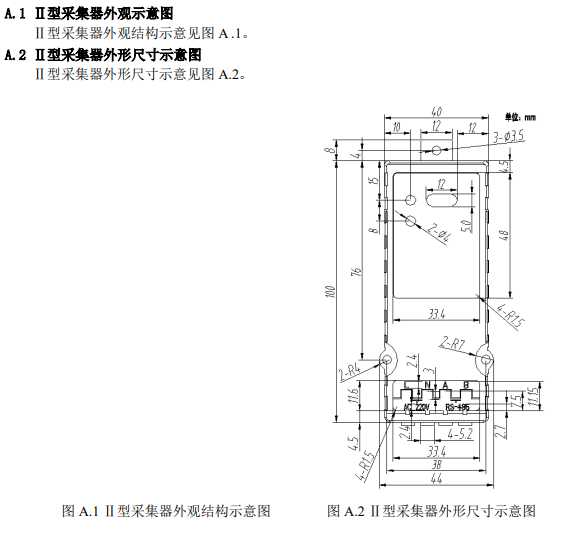 A.1 Ⅱ型采集器外观示意图
Ⅱ型采集器外观结构示意见图 A .1。
A.2 Ⅱ型采集器外形尺寸示意图
Ⅱ型采集器外形尺寸示意见图 A.2。
40
单位：mm
10 12 12
3-Ø3.5
8 4
4.5
15 12
5.0
8 2-Ø4
48
76
100
33.4
4-R1.5
2-R7
2-R4
2.4 3
L N A B
11.6
AC 220V RS-485
7.5 11.15
4.5 2.4 4-5.2 2.7
33.4
4-R1.5
38
44
图 A.1 Ⅱ型采集器外观结构示意图
图 A.2 Ⅱ型采集器外形尺寸示意图